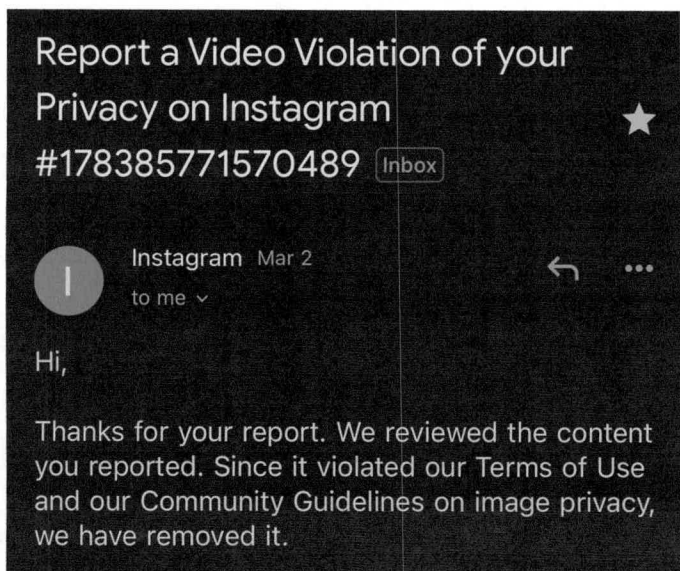 Report a Video Violation of your
Privacy on Instagram
#178385771570489 Inbox
I
Instagram Mar 2
to me
Hi,
Thanks for your report. We reviewed the content
you reported. Since it violated our Terms of Use
and our Community Guidelines on image privacy,
we have removed it.